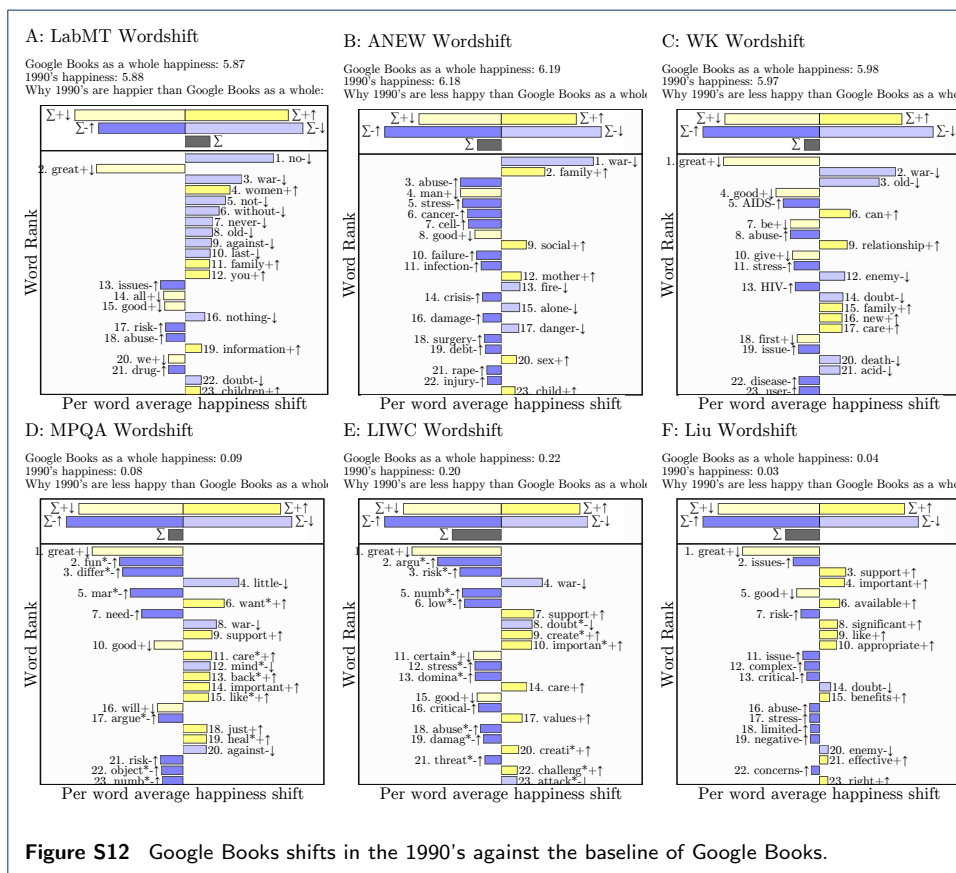 A: LabMT Wordshift
Google Books as a whole happiness: 5.87
1990's happiness: 5.88
Why 1990's are happier than Google Books as a whole:
Σ+↓ Σ+↑
Σ-↑ Σ-↓
Σ
1. no-↓
2. great+↓
3. war-↓
4. women+↑
5. not-↓
6. without-↓
7. never-↓
8. old-↓
9. against-↓
10. last-↓
11. family+↑
12. you+↑
13. issues-↑
14. all+↓
15. good+↓
16. nothing-↓
17. risk-↑
18. abuse-↑
19. information+↑
20. we+↓
21. drug-↑
22. doubt-↓
23. children+↑
Word Rank
Per word average happiness shift
B: ANEW Wordshift
Google Books as a whole happiness: 6.19
1990's happiness: 6.18
Why 1990's are less happy than Google Books as a whole
Σ+↓ Σ+↑
Σ-↑ Σ-↓
Σ
1. war-↓
2. family+↑
3. abuse-↑
4. man+↓
5. stress-↑
6. cancer-↑
7. cell-↑
8. good+↓
9. social+↑
10. failure-↑
11. infection-↑
12. mother+↑
13. fire-↓
14. crisis-↑
15. alone-↓
16. damage-↑
17. danger-↓
18. surgery-↑
19. debt-↑
20. sex+↑
21. rape-↑
22. injury-↑
23. child+↑
Word Rank
Per word average happiness shift
C: WK Wordshift
Google Books as a whole happiness: 5.98
1990's happiness: 5.97
Why 1990's are less happy than Google Books as a whole
Σ+↓ Σ+↑
Σ-↑ Σ-↓
Σ
1. great+↓
2. war-↓
3. old-↓
4. good+↓
5. AIDS-↑
6. can+↑
7. be+↓
8. abuse-↑
9. relationship+↑
10. give+↓
11. stress-↑
12. enemy-↓
13. HIV-↑
14. doubt-↓
15. family+↑
16. new+↑
17. care+↑
18. first+↓
19. issue-↑
20. death-↓
21. acid-↓
22. disease-↑
23. user-↑
Word Rank
Per word average happiness shift
D: MPQA Wordshift
Google Books as a whole happiness: 0.09
1990's happiness: 0.08
Why 1990's are less happy than Google Books as a whole
Σ+↓ Σ+↑
Σ-↑ Σ-↓
Σ
1. great+↓
2. fun*-↑
3. differ*-↑
4. little-↓
5. mar*-↑
6. want*+↑
7. need-↑
8. war-↓
9. support+↑
10. good+↓
11. care*+↑
12. mind*-↓
13. back*+↑
14. important+↑
15. like*+↑
16. will+↓
17. argue*-↑
18. just+↑
19. heal*+↑
20. against-↓
21. risk-↑
22. object*-↑
23. numb*-↑
Word Rank
Per word average happiness shift
E: LIWC Wordshift
Google Books as a whole happiness: 0.22
1990's happiness: 0.20
Why 1990's are less happy than Google Books as a whole
Σ+↓ Σ+↑
Σ-↑ Σ-↓
Σ
1. great+↓
2. argu*-↑
3. risk*-↑
4. war-↓
5. numb*-↑
6. low*-↑
7. support+↑
8. doubt*-↓
9. create*+↑
10. importan*+↑
11. certain*+↓
12. stress*-↑
13. domina*-↑
14. care+↑
15. good+↓
16. critical-↑
17. values+↑
18. abuse*-↑
19. damag*-↑
20. creati*+↑
21. threat*-↑
22. challeng*+↑
23. attack*-↓
Word Rank
Per word average happiness shift
F: Liu Wordshift
Google Books as a whole happiness: 0.04
1990's happiness: 0.03
Why 1990's are less happy than Google Books as a whole
Σ+↓ Σ+↑
Σ-↑ Σ-↓
Σ
1. great+↓
2. issues-↑
3. support+↑
4. important+↑
5. good+↓
6. available+↑
7. risk-↑
8. significant+↑
9. like+↑
10. appropriate+↑
11. issue-↑
12. complex-↑
13. critical-↑
14. doubt-↓
15. benefits+↑
16. abuse-↑
17. stress-↑
18. limited-↑
19. negative-↑
20. enemy-↓
21. effective+↑
22. concerns-↑
23. right+↑
Word Rank
Per word average happiness shift
Figure S12 Google Books shifts in the 1990's against the baseline of Google Books.